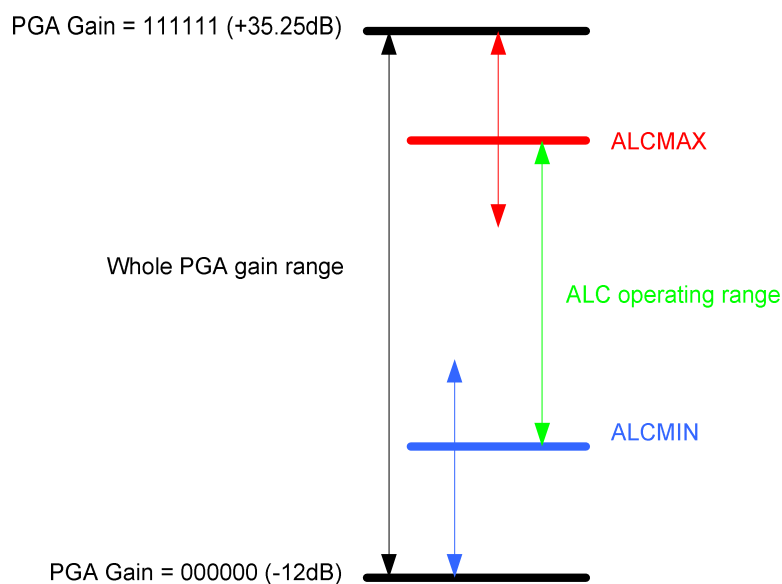 PGA Gain = 111111 (+35.25dB)
ALCMAX
Whole PGA gain range
ALC operating range
ALCMIN
PGA Gain = 000000 (-12dB)